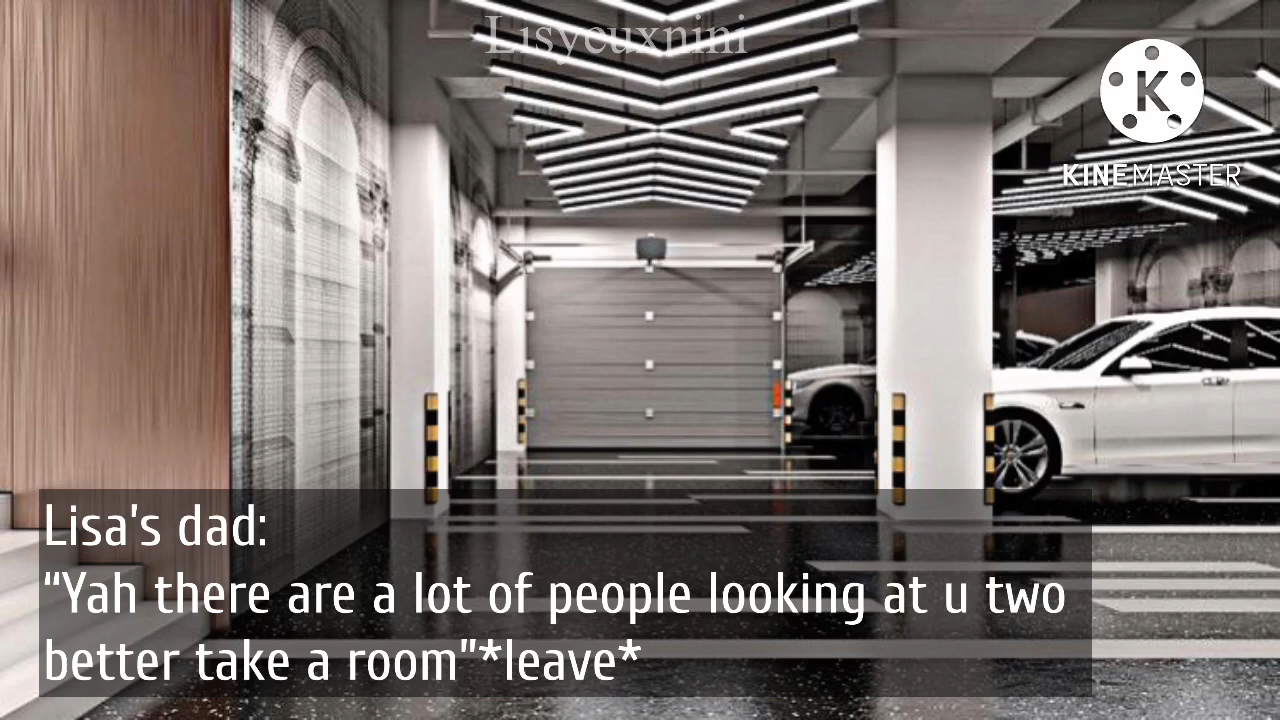 Lisyeuxnini
K
KINEMASTER
Lisa's dad:
“Yah there are a lot of people looking at u two
better take a room”*leave*